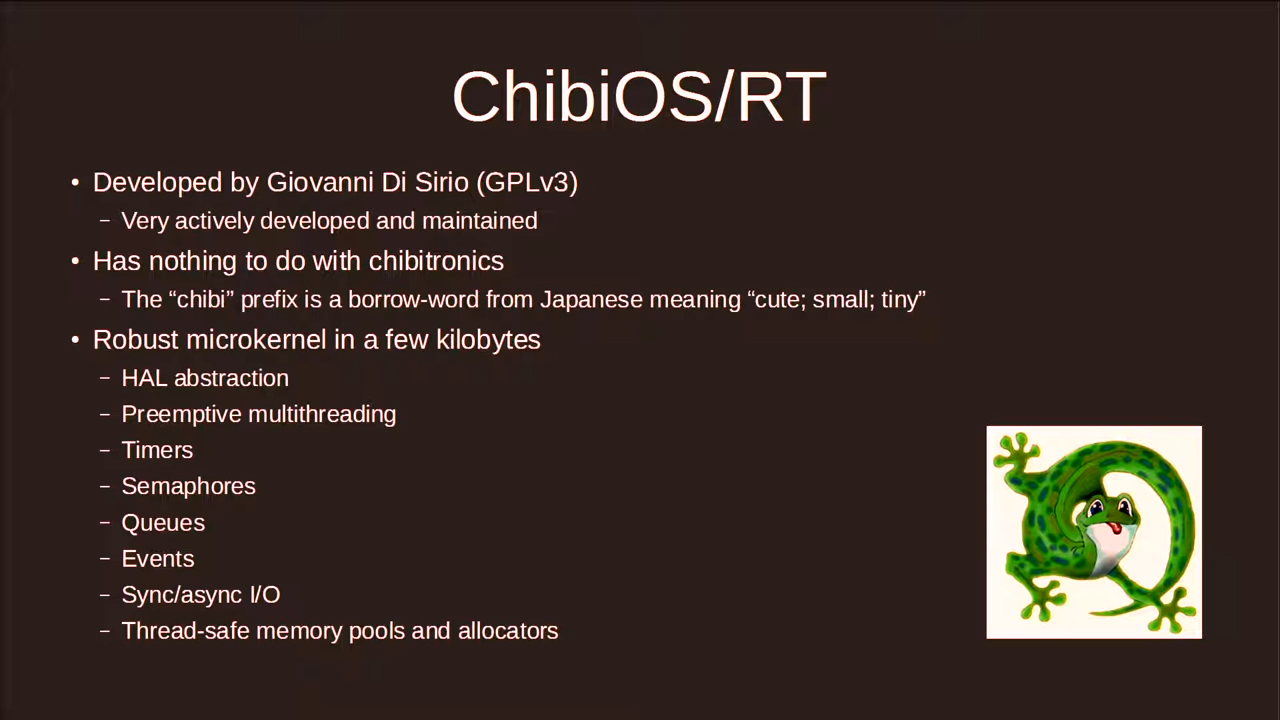 ChibiOS/RT
• Developed by Giovanni Di Sirio (GPLv3)
– Very actively developed and maintained
• Has nothing to do with chibitronics
– The “chibi” prefix is a borrow-word from Japanese meaning “cute; small; tiny”
• Robust microkernel in a few kilobytes
– HAL abstraction
– Preemptive multithreading
– Timers
– Semaphores
– Queues
– Events
– Sync/async I/O
– Thread-safe memory pools and allocators